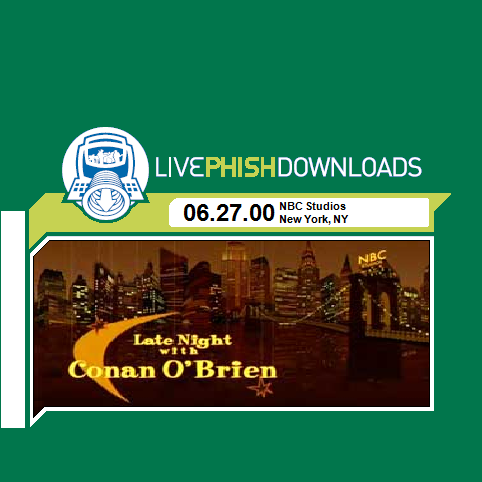 LIVEPHISHDOWNLOADS
06.27.00
NBC Studios
New York, NY
NBC
Late Night
with
Conan O'Brien